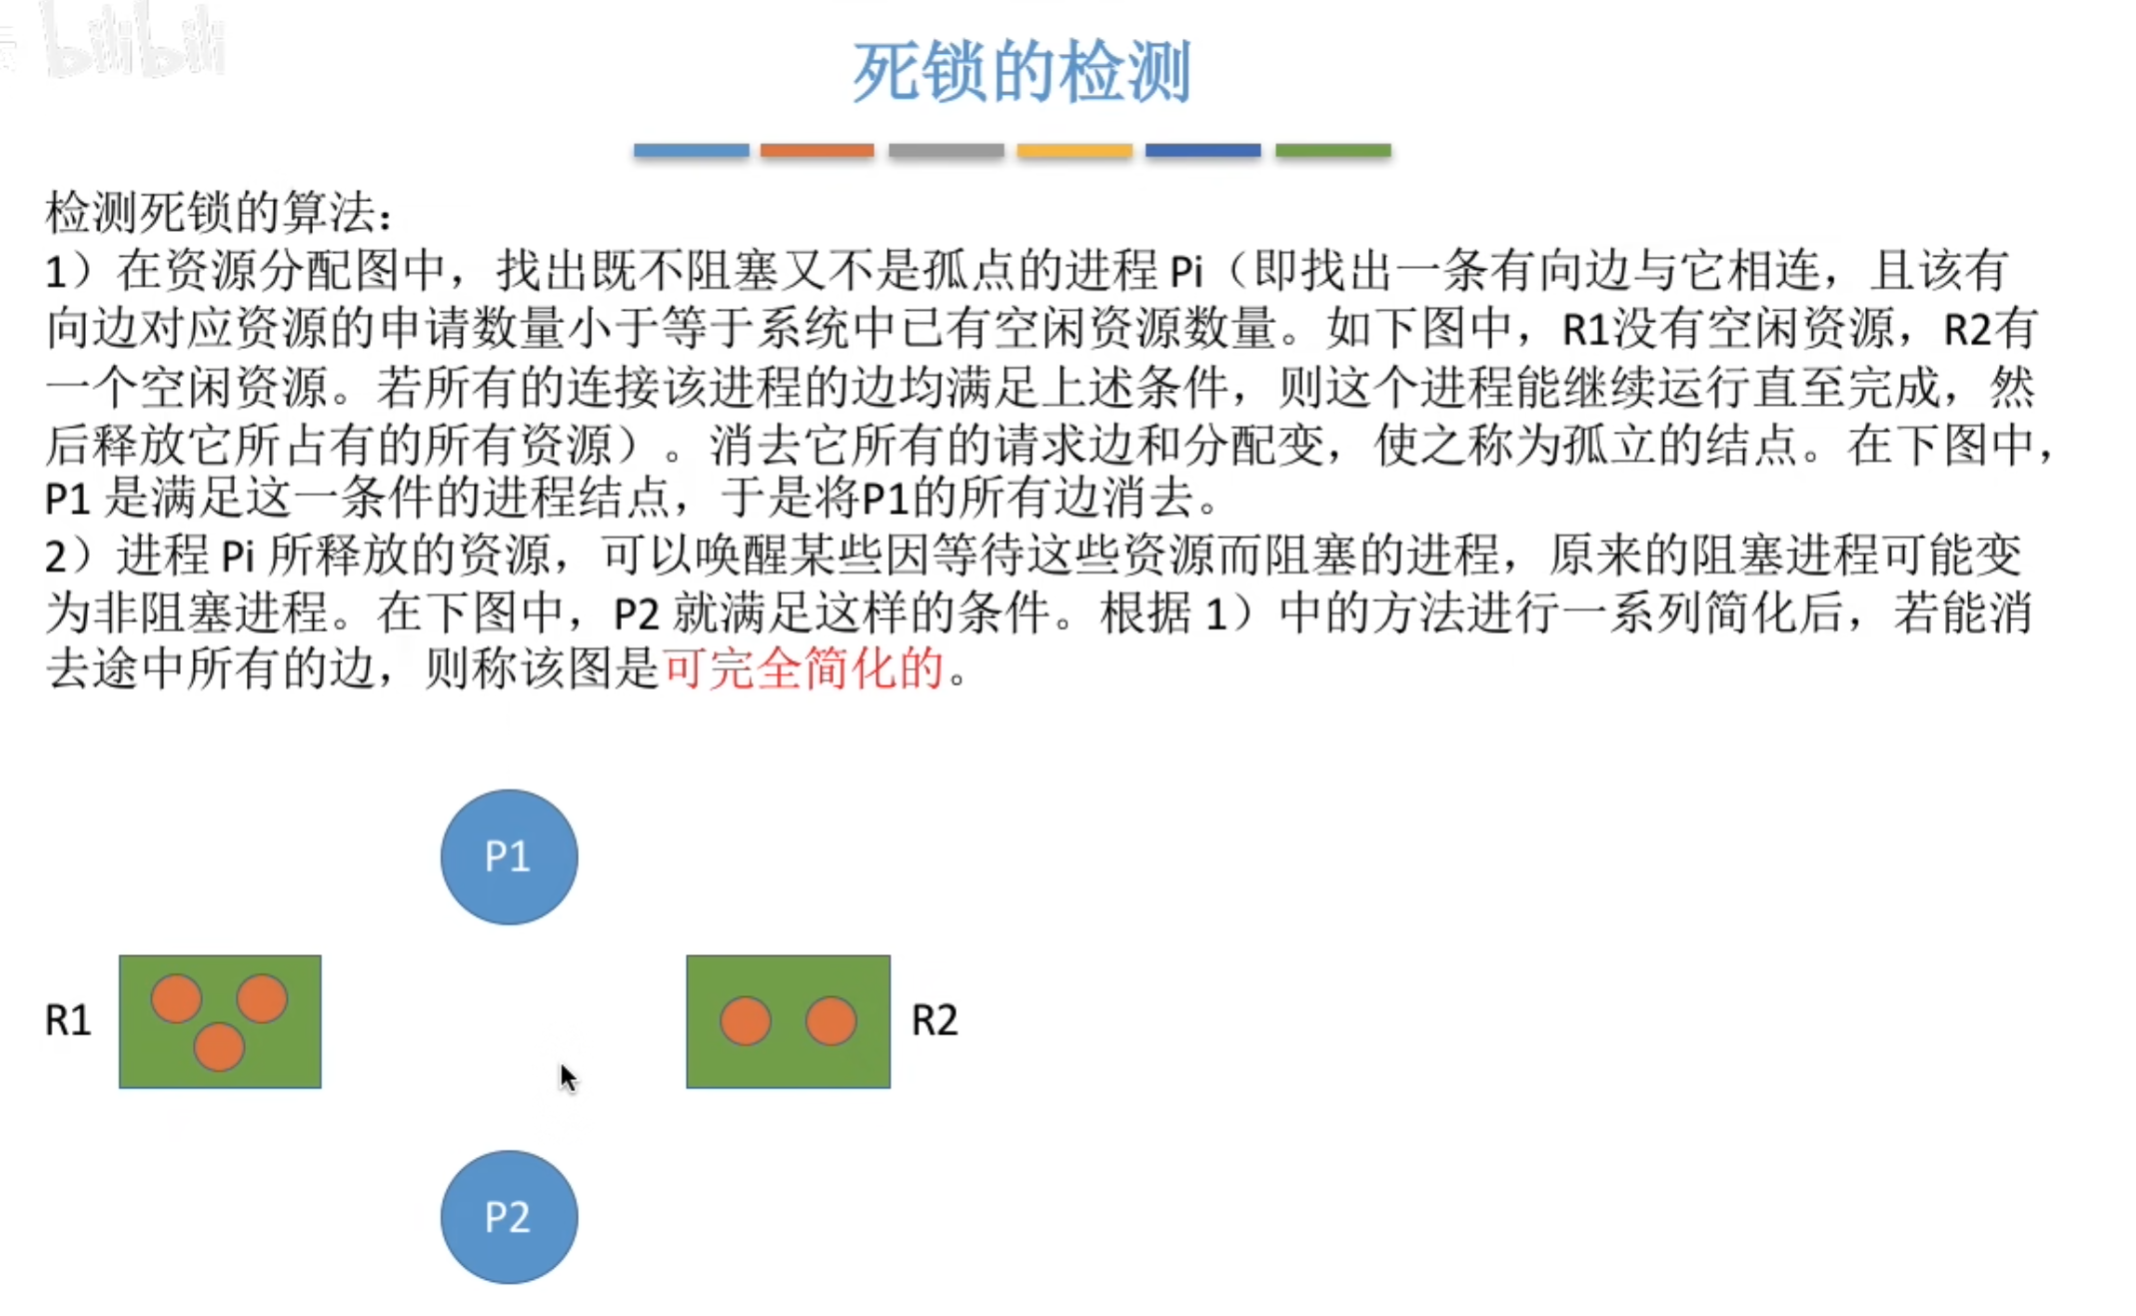 bilibili
死锁的检测
检测死锁的算法：
1）在资源分配图中，找出既不阻塞又不是孤点的进程 Pi（即找出一条有向边与它相连，且该有
向边对应资源的申请数量小于等于系统中已有空闲资源数量。如下图中，R1没有空闲资源，R2有
一个空闲资源。若所有的连接该进程的边均满足上述条件，则这个进程能继续运行直至完成，然
后释放它所占有的所有资源）。消去它所有的请求边和分配变，使之称为孤立的结点。在下图中，
P1 是满足这一条件的进程结点，于是将P1的所有边消去。
2）进程 Pi 所释放的资源，可以唤醒某些因等待这些资源而阻塞的进程，原来的阻塞进程可能变
为非阻塞进程。在下图中，P2 就满足这样的条件。根据 1）中的方法进行一系列简化后，若能消
去途中所有的边，则称该图是可完全简化的。
P1
R1
R2
P2